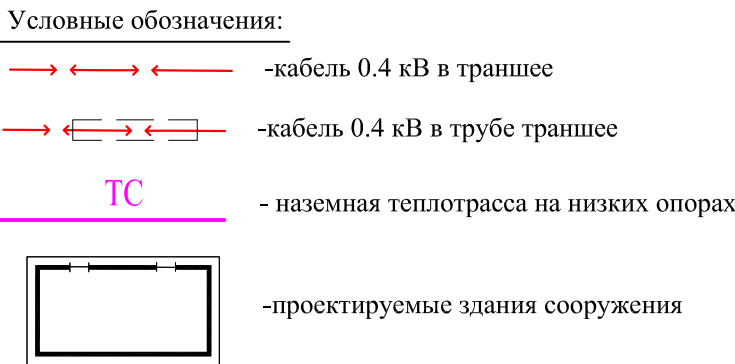 Условные обозначения:
-кабель 0.4 кВ в траншее
-кабель 0.4 кВ в трубе траншее
ТС
- наземная теплотрасса на низких опорах
-проектируемые здания сооружения